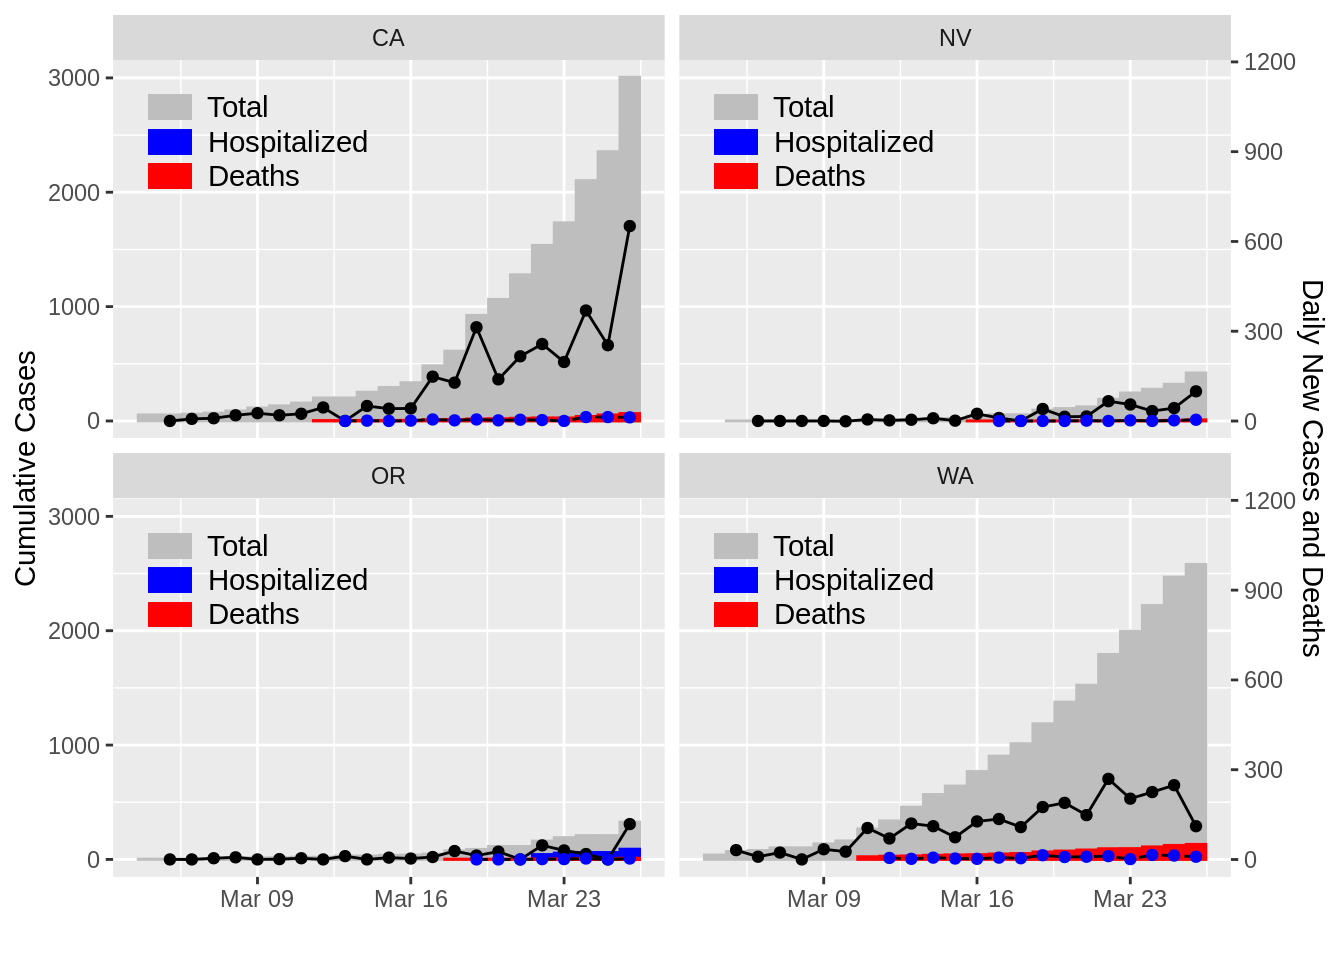 CA
NV
3000
2000
1000
0
Total
Hospitalized
Deaths
Total
Hospitalized
Deaths
1200
900
600
300
0
Cumulative Cases
Daily New Cases and Deaths
OR
WA
3000
2000
1000
0
Total
Hospitalized
Deaths
Total
Hospitalized
Deaths
1200
900
600
300
0
Mar 09
Mar 16
Mar 23
Mar 09
Mar 16
Mar 23